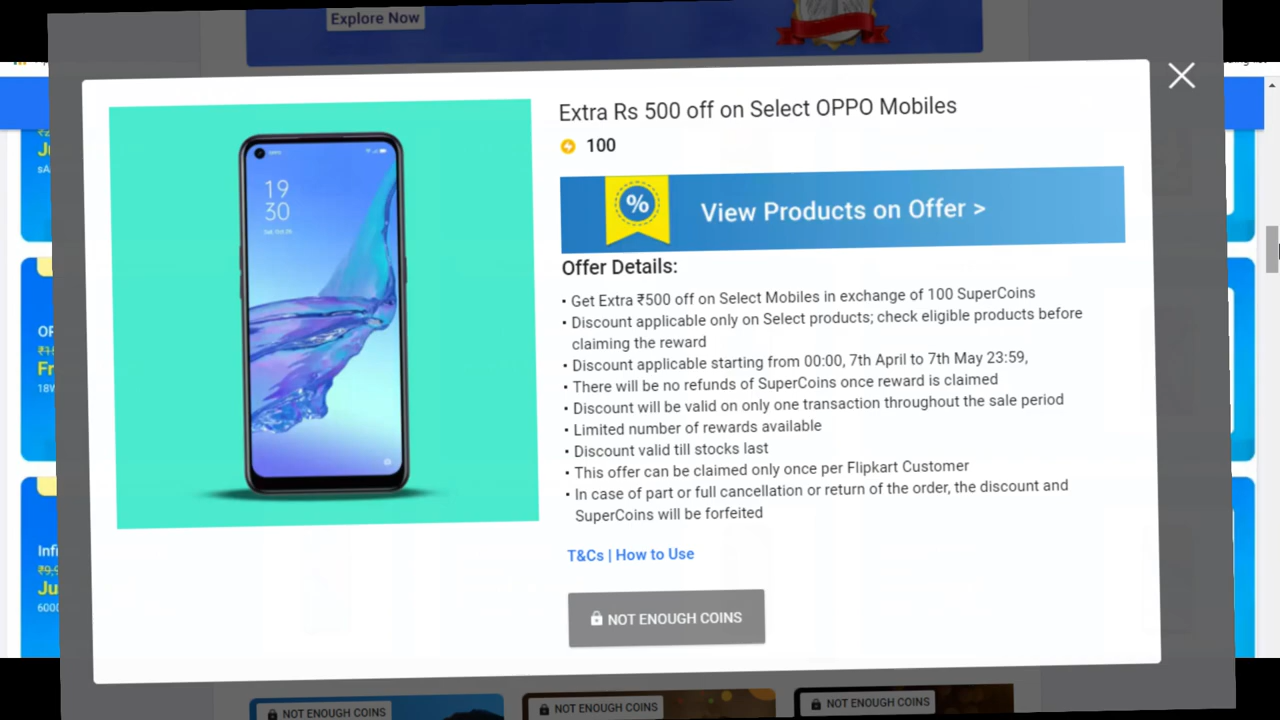 Explore Now
Extra Rs 500 off on Select OPPO Mobiles
100
19
30
View Products on Offer >
Offer Details:
• Get Extra ₹500 off on Select Mobiles in exchange of 100 SuperCoins
• Discount applicable only on Select products; check eligible products before
claiming the reward
• Discount applicable starting from 00:00, 7th April to 7th May 23:59,
• There will be no refunds of SuperCoins once reward is claimed
• Discount will be valid on only one transaction throughout the sale period
• Limited number of rewards available
• Discount valid till stocks last
• This offer can be claimed only once per Flipkart Customer
• In case of part or full cancellation or return of the order, the discount and
SuperCoins will be forfeited
T&Cs | How to Use
NOT ENOUGH COINS
NOT ENOUGH COINS
NOT ENOUGH COINS
NOT ENOUGH COINS